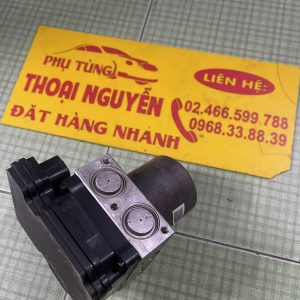 PHỤ TÙNG
THOẠI NGUYỄN
ĐẶT HÀNG NHANH
LIÊN HỆ:
02.466.599 788
0968.33.88.39